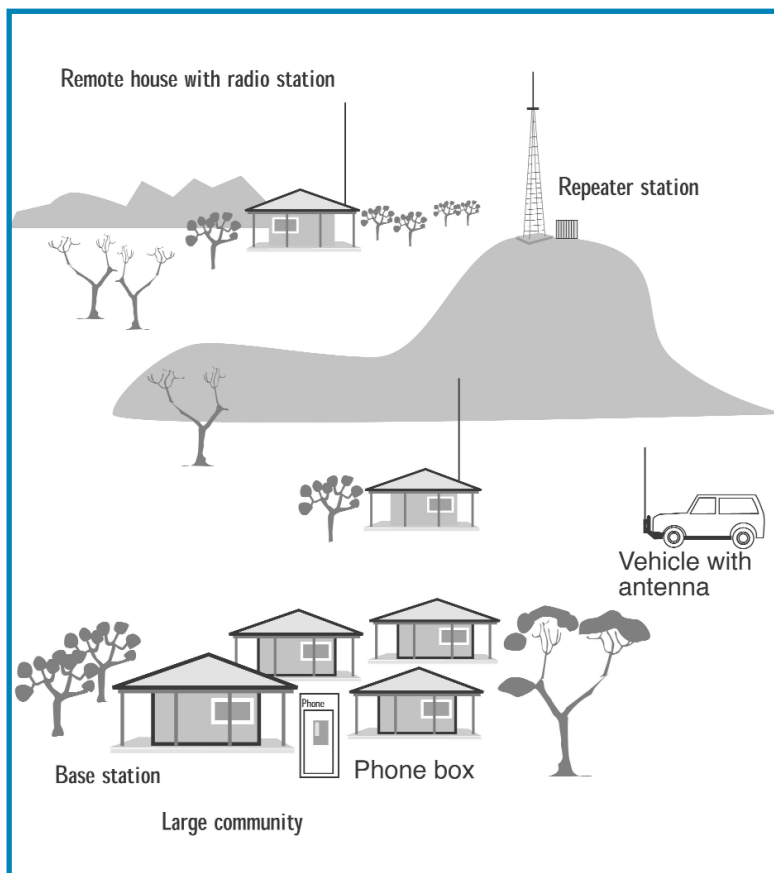 Remote house with radio station
Repeater station
Vehicle with
antenna
Phone
Base station
Phone box
Large community